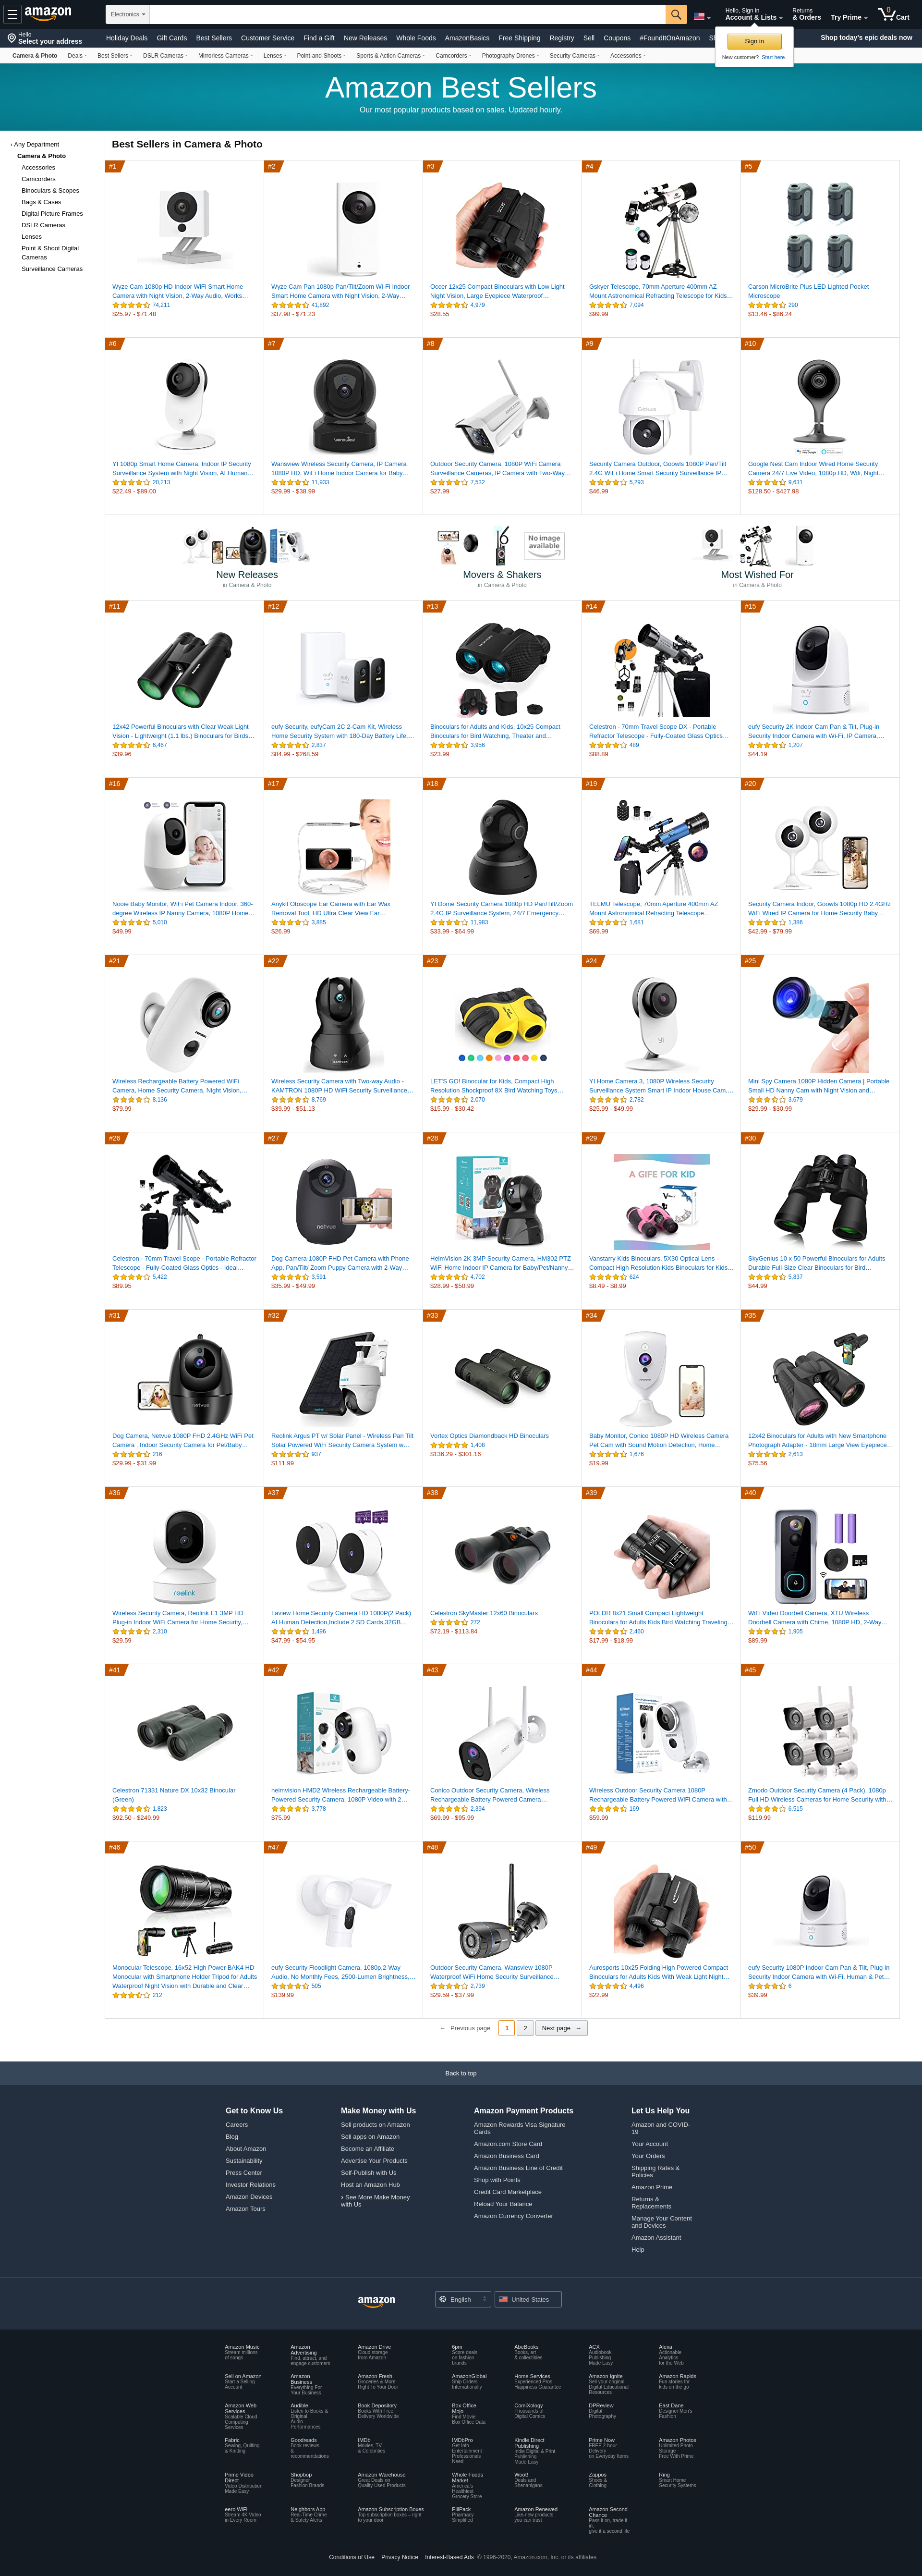 amazon
Electronics
Hello, Sign in
Account & Lists
Returns
& Orders
Try Prime
0
Cart
Hello
Select your address
Holiday Deals Gift Cards Best Sellers Customer Service Find a Gift New Releases Whole Foods AmazonBasics Free Shipping Registry Sell Coupons #FoundItOnAmazon
Shop today's epic deals now
Sign in
New customer? Start here.
Camera & Photo Deals Best Sellers DSLR Cameras Mirrorless Cameras Lenses Point-and-Shoots Sports & Action Cameras Camcorders Photography Drones Security Cameras Accessories
Amazon Best Sellers
Our most popular products based on sales. Updated hourly.
‹ Any Department
Camera & Photo
Accessories
Camcorders
Binoculars & Scopes
Bags & Cases
Digital Picture Frames
DSLR Cameras
Lenses
Point & Shoot Digital
Cameras
Surveillance Cameras
Best Sellers in Camera & Photo
#1
Wyze Cam 1080p HD Indoor WiFi Smart Home
Camera with Night Vision, 2-Way Audio, Works…
74,211
$25.97 - $71.48
#2
Wyze Cam Pan 1080p Pan/Tilt/Zoom Wi-Fi Indoor
Smart Home Camera with Night Vision, 2-Way…
41,892
$37.98 - $71.23
#3
Occer 12x25 Compact Binoculars with Low Light
Night Vision, Large Eyepiece Waterproof…
4,979
$28.55
#4
Gskyer Telescope, 70mm Aperture 400mm AZ
Mount Astronomical Refracting Telescope for Kids…
7,094
$99.99
#5
Carson MicroBrite Plus LED Lighted Pocket
Microscope
290
$13.46 - $86.24
#6
YI 1080p Smart Home Camera, Indoor IP Security
Surveillance System with Night Vision, AI Human…
20,213
$22.49 - $89.00
#7
Wansview Wireless Security Camera, IP Camera
1080P HD, WiFi Home Indoor Camera for Baby…
11,933
$29.99 - $38.99
#8
Outdoor Security Camera, 1080P WiFi Camera
Surveillance Cameras, IP Camera with Two-Way…
7,532
$27.99
#9
Security Camera Outdoor, Goowls 1080P Pan/Tilt
2.4G WiFi Home Smart Security Surveillance IP…
5,293
$46.99
#10
Google Nest Cam Indoor Wired Home Security
Camera 24/7 Live Video, 1080p HD, Wifi, Night…
9,631
$128.50 - $427.98
New Releases
in Camera & Photo
No image
available
Movers & Shakers
in Camera & Photo
Most Wished For
in Camera & Photo
#11
12x42 Powerful Binoculars with Clear Weak Light
Vision - Lightweight (1.1 lbs.) Binoculars for Birds…
6,467
$39.96
#12
eufy Security, eufyCam 2C 2-Cam Kit, Wireless
Home Security System with 180-Day Battery Life,…
2,837
$84.99 - $268.59
#13
Binoculars for Adults and Kids, 10x25 Compact
Binoculars for Bird Watching, Theater and…
3,956
$23.99
#14
Celestron - 70mm Travel Scope DX - Portable
Refractor Telescope - Fully-Coated Glass Optics…
489
$88.89
#15
eufy Security 2K Indoor Cam Pan & Tilt, Plug-in
Security Indoor Camera with Wi-Fi, IP Camera,…
1,207
$44.19
#16
Nooie Baby Monitor, WiFi Pet Camera Indoor, 360-
degree Wireless IP Nanny Camera, 1080P Home…
5,010
$49.99
#17
Anykit Otoscope Ear Camera with Ear Wax
Removal Tool, HD Ultra Clear View Ear…
3,885
$26.99
#18
YI Dome Security Camera 1080p HD Pan/Tilt/Zoom
2.4G IP Surveillance System, 24/7 Emergency…
11,983
$33.99 - $64.99
#19
TELMU Telescope, 70mm Aperture 400mm AZ
Mount Astronomical Refracting Telescope…
1,681
$69.99
#20
Security Camera Indoor, Goowls 1080p HD 2.4GHz
WiFi Wired IP Camera for Home Security Baby…
1,386
$42.99 - $79.99
#21
Wireless Rechargeable Battery Powered WiFi
Camera, Home Security Camera, Night Vision,…
8,136
$79.99
#22
Wireless Security Camera with Two-way Audio -
KAMTRON 1080P HD WiFi Security Surveillance…
8,769
$39.99 - $51.13
#23
LET'S GO! Binocular for Kids, Compact High
Resolution Shockproof 8X Bird Watching Toys…
2,070
$15.99 - $30.42
#24
YI Home Camera 3, 1080P Wireless Security
Surveillance System Smart IP Indoor House Cam,…
2,782
$25.99 - $49.99
#25
Mini Spy Camera 1080P Hidden Camera | Portable
Small HD Nanny Cam with Night Vision and…
3,679
$29.99 - $30.99
#26
Celestron - 70mm Travel Scope - Portable Refractor
Telescope - Fully-Coated Glass Optics - Ideal…
5,422
$89.95
#27
netvue
Dog Camera-1080P FHD Pet Camera with Phone
App, Pan/Tilt/ Zoom Puppy Camera with 2-Way…
3,591
$35.99 - $49.99
#28
HeimVision 2K 3MP Security Camera, HM302 PTZ
WiFi Home Indoor IP Camera for Baby/Pet/Nanny…
4,702
$28.99 - $50.99
#29
A GIFE FOR KID
Vanstarry Kids Binoculars, 5X30 Optical Lens -
Compact High Resolution Kids Binoculars for Kids…
624
$8.49 - $8.99
#30
SkyGenius 10 x 50 Powerful Binoculars for Adults
Durable Full-Size Clear Binoculars for Bird…
5,837
$44.99
#31
netvue
Dog Camera, Netvue 1080P FHD 2.4GHz WiFi Pet
Camera , Indoor Security Camera for Pet/Baby…
216
$29.99 - $31.99
#32
Reolink Argus PT w/ Solar Panel - Wireless Pan Tilt
Solar Powered WiFi Security Camera System w…
937
$111.99
#33
Vortex Optics Diamondback HD Binoculars
1,408
$136.29 - $301.16
#34
Baby Monitor, Conico 1080P HD Wireless Camera
Pet Cam with Sound Motion Detection, Home…
1,676
$19.99
#35
12x42 Binoculars for Adults with New Smartphone
Photograph Adapter - 18mm Large View Eyepiece…
2,613
$75.56
#36
reolink
Wireless Security Camera, Reolink E1 3MP HD
Plug-in Indoor WiFi Camera for Home Security,…
2,310
$29.59
#37
Laview Home Security Camera HD 1080P(2 Pack)
AI Human Detection,Include 2 SD Cards,32GB…
1,496
$47.99 - $54.95
#38
Celestron SkyMaster 12x60 Binoculars
272
$72.19 - $113.84
#39
POLDR 8x21 Small Compact Lightweight
Binoculars for Adults Kids Bird Watching Traveling…
2,460
$17.99 - $18.99
#40
WiFi Video Doorbell Camera, XTU Wireless
Doorbell Camera with Chime, 1080P HD, 2-Way…
1,905
$89.99
#41
Celestron 71331 Nature DX 10x32 Binocular
(Green)
1,823
$92.50 - $249.99
#42
heimvision HMD2 Wireless Rechargeable Battery-
Powered Security Camera, 1080P Video with 2…
3,778
$75.99
#43
Conico Outdoor Security Camera, Wireless
Rechargeable Battery Powered Camera…
2,394
$69.99 - $95.99
#44
Wireless Outdoor Security Camera 1080P
Rechargeable Battery Powered WiFi Camera with…
169
$59.99
#45
Zmodo Outdoor Security Camera (4 Pack), 1080p
Full HD Wireless Cameras for Home Security with…
6,515
$119.99
#46
Monocular Telescope, 16x52 High Power BAK4 HD
Monocular with Smartphone Holder Tripod for Adults
Waterproof Night Vision with Durable and Clear…
212
#47
eufy Security Floodlight Camera, 1080p,2-Way
Audio, No Monthly Fees, 2500-Lumen Brightness,…
505
$139.99
#48
Outdoor Security Camera, Wansview 1080P
Waterproof WiFi Home Security Surveillance…
2,739
$29.59 - $37.99
#49
Aurosports 10x25 Folding High Powered Compact
Binoculars for Adults Kids With Weak Light Night…
4,496
$22.99
#50
eufy Security 1080P Indoor Cam Pan & Tilt, Plug-in
Security Indoor Camera with Wi-Fi, Human & Pet…
6
$39.99
← Previous page 1 2 Next page →
Back to top
Get to Know Us
Careers
Blog
About Amazon
Sustainability
Press Center
Investor Relations
Amazon Devices
Amazon Tours
Make Money with Us
Sell products on Amazon
Sell apps on Amazon
Become an Affiliate
Advertise Your Products
Self-Publish with Us
Host an Amazon Hub
› See More Make Money
with Us
Amazon Payment Products
Amazon Rewards Visa Signature
Cards
Amazon.com Store Card
Amazon Business Card
Amazon Business Line of Credit
Shop with Points
Credit Card Marketplace
Reload Your Balance
Amazon Currency Converter
Let Us Help You
Amazon and COVID-
19
Your Account
Your Orders
Shipping Rates &
Policies
Amazon Prime
Returns &
Replacements
Manage Your Content
and Devices
Amazon Assistant
Help
amazon
English
United States
Amazon Music
Stream millions
of songs
Amazon
Advertising
Find, attract, and
engage customers
Amazon Drive
Cloud storage
from Amazon
6pm
Score deals
on fashion
brands
AbeBooks
Books, art
& collectibles
ACX
Audiobook
Publishing
Made Easy
Alexa
Actionable
Analytics
for the Web
Sell on Amazon
Start a Selling
Account
Amazon
Business
Everything For
Your Business
Amazon Fresh
Groceries & More
Right To Your Door
AmazonGlobal
Ship Orders
Internationally
Home Services
Experienced Pros
Happiness Guarantee
Amazon Ignite
Sell your original
Digital Educational
Resources
Amazon Rapids
Fun stories for
kids on the go
Amazon Web
Services
Scalable Cloud
Computing
Services
Audible
Listen to Books &
Original
Audio
Performances
Book Depository
Books With Free
Delivery Worldwide
Box Office
Mojo
Find Movie
Box Office Data
ComiXology
Thousands of
Digital Comics
DPReview
Digital
Photography
East Dane
Designer Men's
Fashion
Fabric
Sewing, Quilting
& Knitting
Goodreads
Book reviews
&
recommendations
IMDb
Movies, TV
& Celebrities
IMDbPro
Get Info
Entertainment
Professionals
Need
Kindle Direct
Publishing
Indie Digital & Print
Publishing
Made Easy
Prime Now
FREE 2-hour
Delivery
on Everyday Items
Amazon Photos
Unlimited Photo
Storage
Free With Prime
Prime Video
Direct
Video Distribution
Made Easy
Shopbop
Designer
Fashion Brands
Amazon Warehouse
Great Deals on
Quality Used Products
Whole Foods
Market
America's
Healthiest
Grocery Store
Woot!
Deals and
Shenanigans
Zappos
Shoes &
Clothing
Ring
Smart Home
Security Systems
eero WiFi
Stream 4K Video
in Every Room
Neighbors App
Real-Time Crime
& Safety Alerts
Amazon Subscription Boxes
Top subscription boxes – right
to your door
PillPack
Pharmacy
Simplified
Amazon Renewed
Like-new products
you can trust
Amazon Second
Chance
Pass it on, trade it
in,
give it a second life
Conditions of Use Privacy Notice Interest-Based Ads © 1996-2020, Amazon.com, Inc. or its affiliates